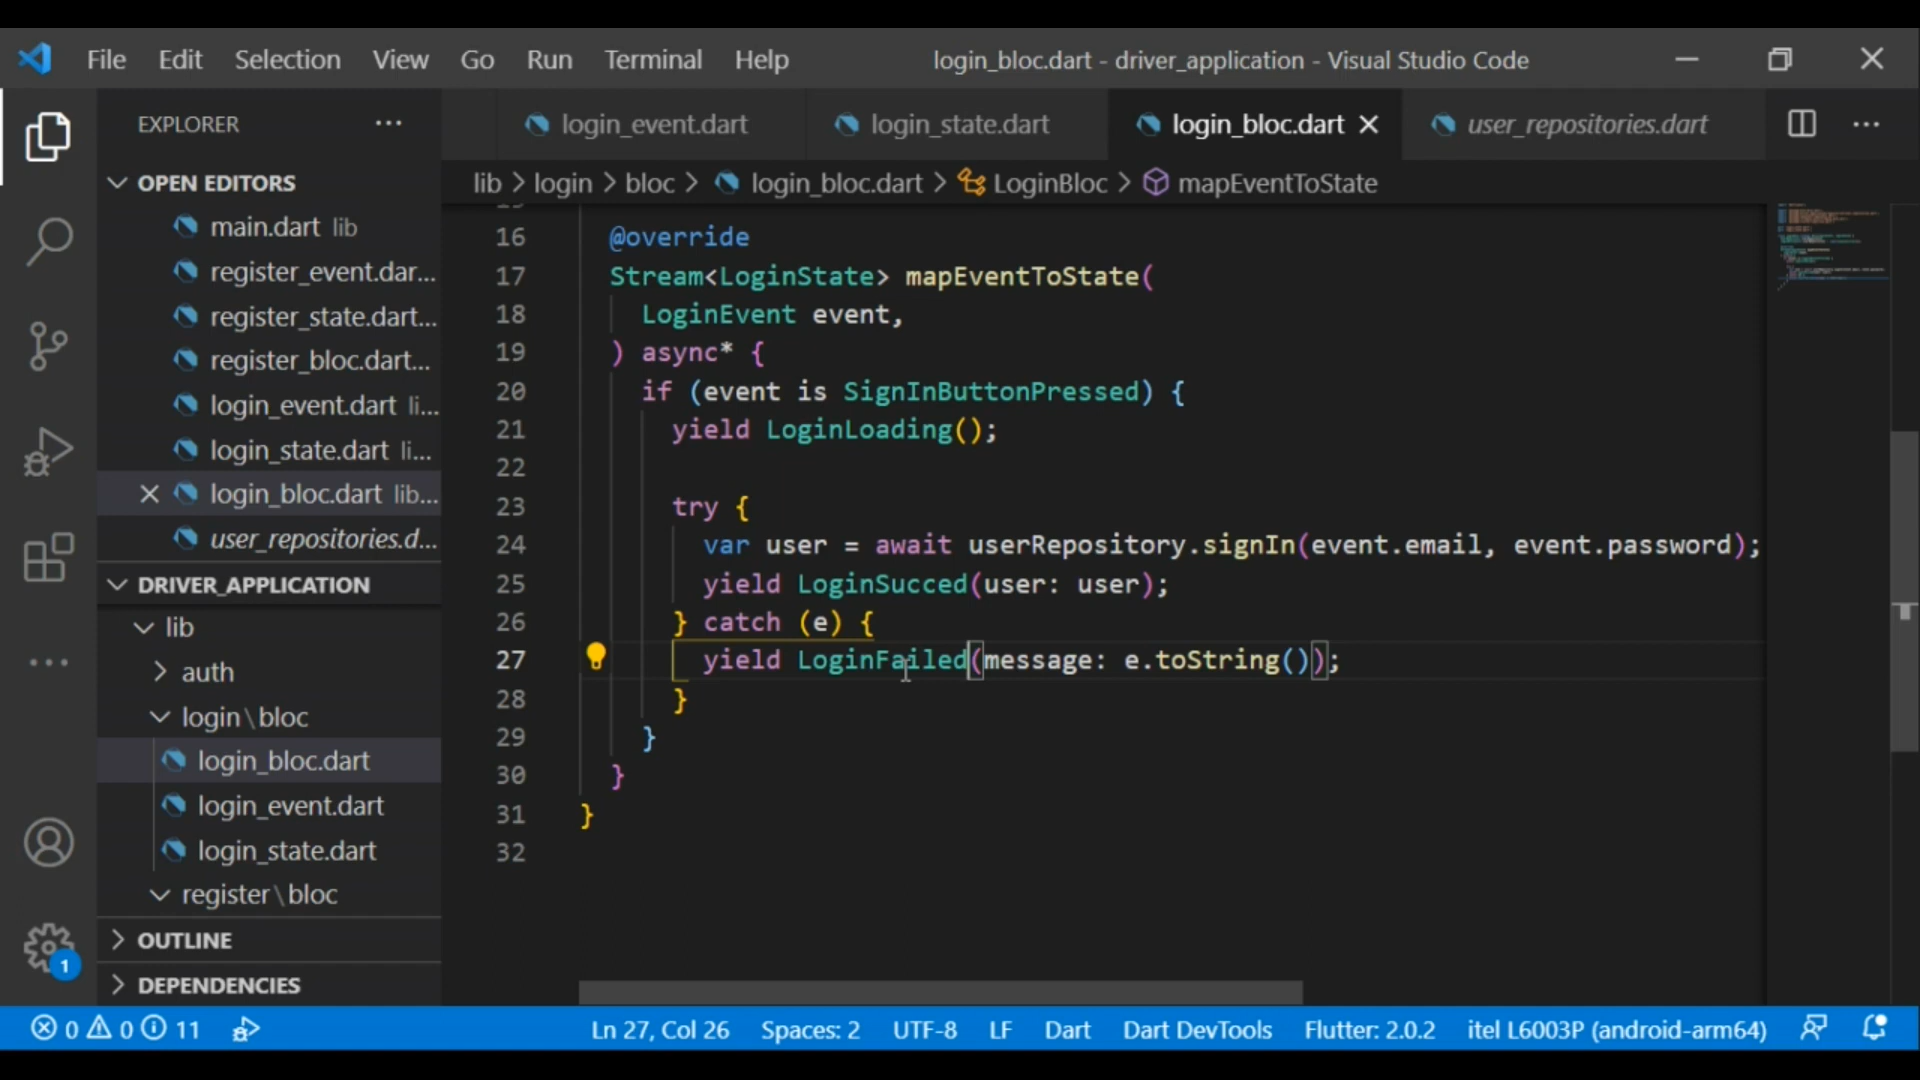 File Edit Selection View Go Run Terminal Help login_bloc.dart - driver_application - Visual Studio Code
EXPLORER
login_event.dart login_state.dart login_bloc.dart user_repositories.dart
lib > login > bloc > login_bloc.dart > LoginBloc > mapEventToState
OPEN EDITORS
main.dart lib
register_event.dar...
register_state.dart...
register_bloc.dart...
login_event.dart li...
login_state.dart li...
login_bloc.dart lib...
user_repositories.d...
DRIVER_APPLICATION
lib
auth
login\bloc
login_bloc.dart
login_event.dart
login_state.dart
register\bloc
OUTLINE
DEPENDENCIES
16 @override
17 Stream<LoginState> mapEventToState(
18 LoginEvent event,
19 ) async* {
20 if (event is SignInButtonPressed) {
21 yield LoginLoading();
22
23 try {
24 var user = await userRepository.signIn(event.email, event.password);
25 yield LoginSucced(user: user);
26 } catch (e) {
27 yield LoginFailed(message: e.toString());
28 }
29 }
30 }
31 }
32
1
0 0 11 Ln 27, Col 26 Spaces: 2 UTF-8 LF Dart Dart DevTools Flutter: 2.0.2 itel L6003P (android-arm64)